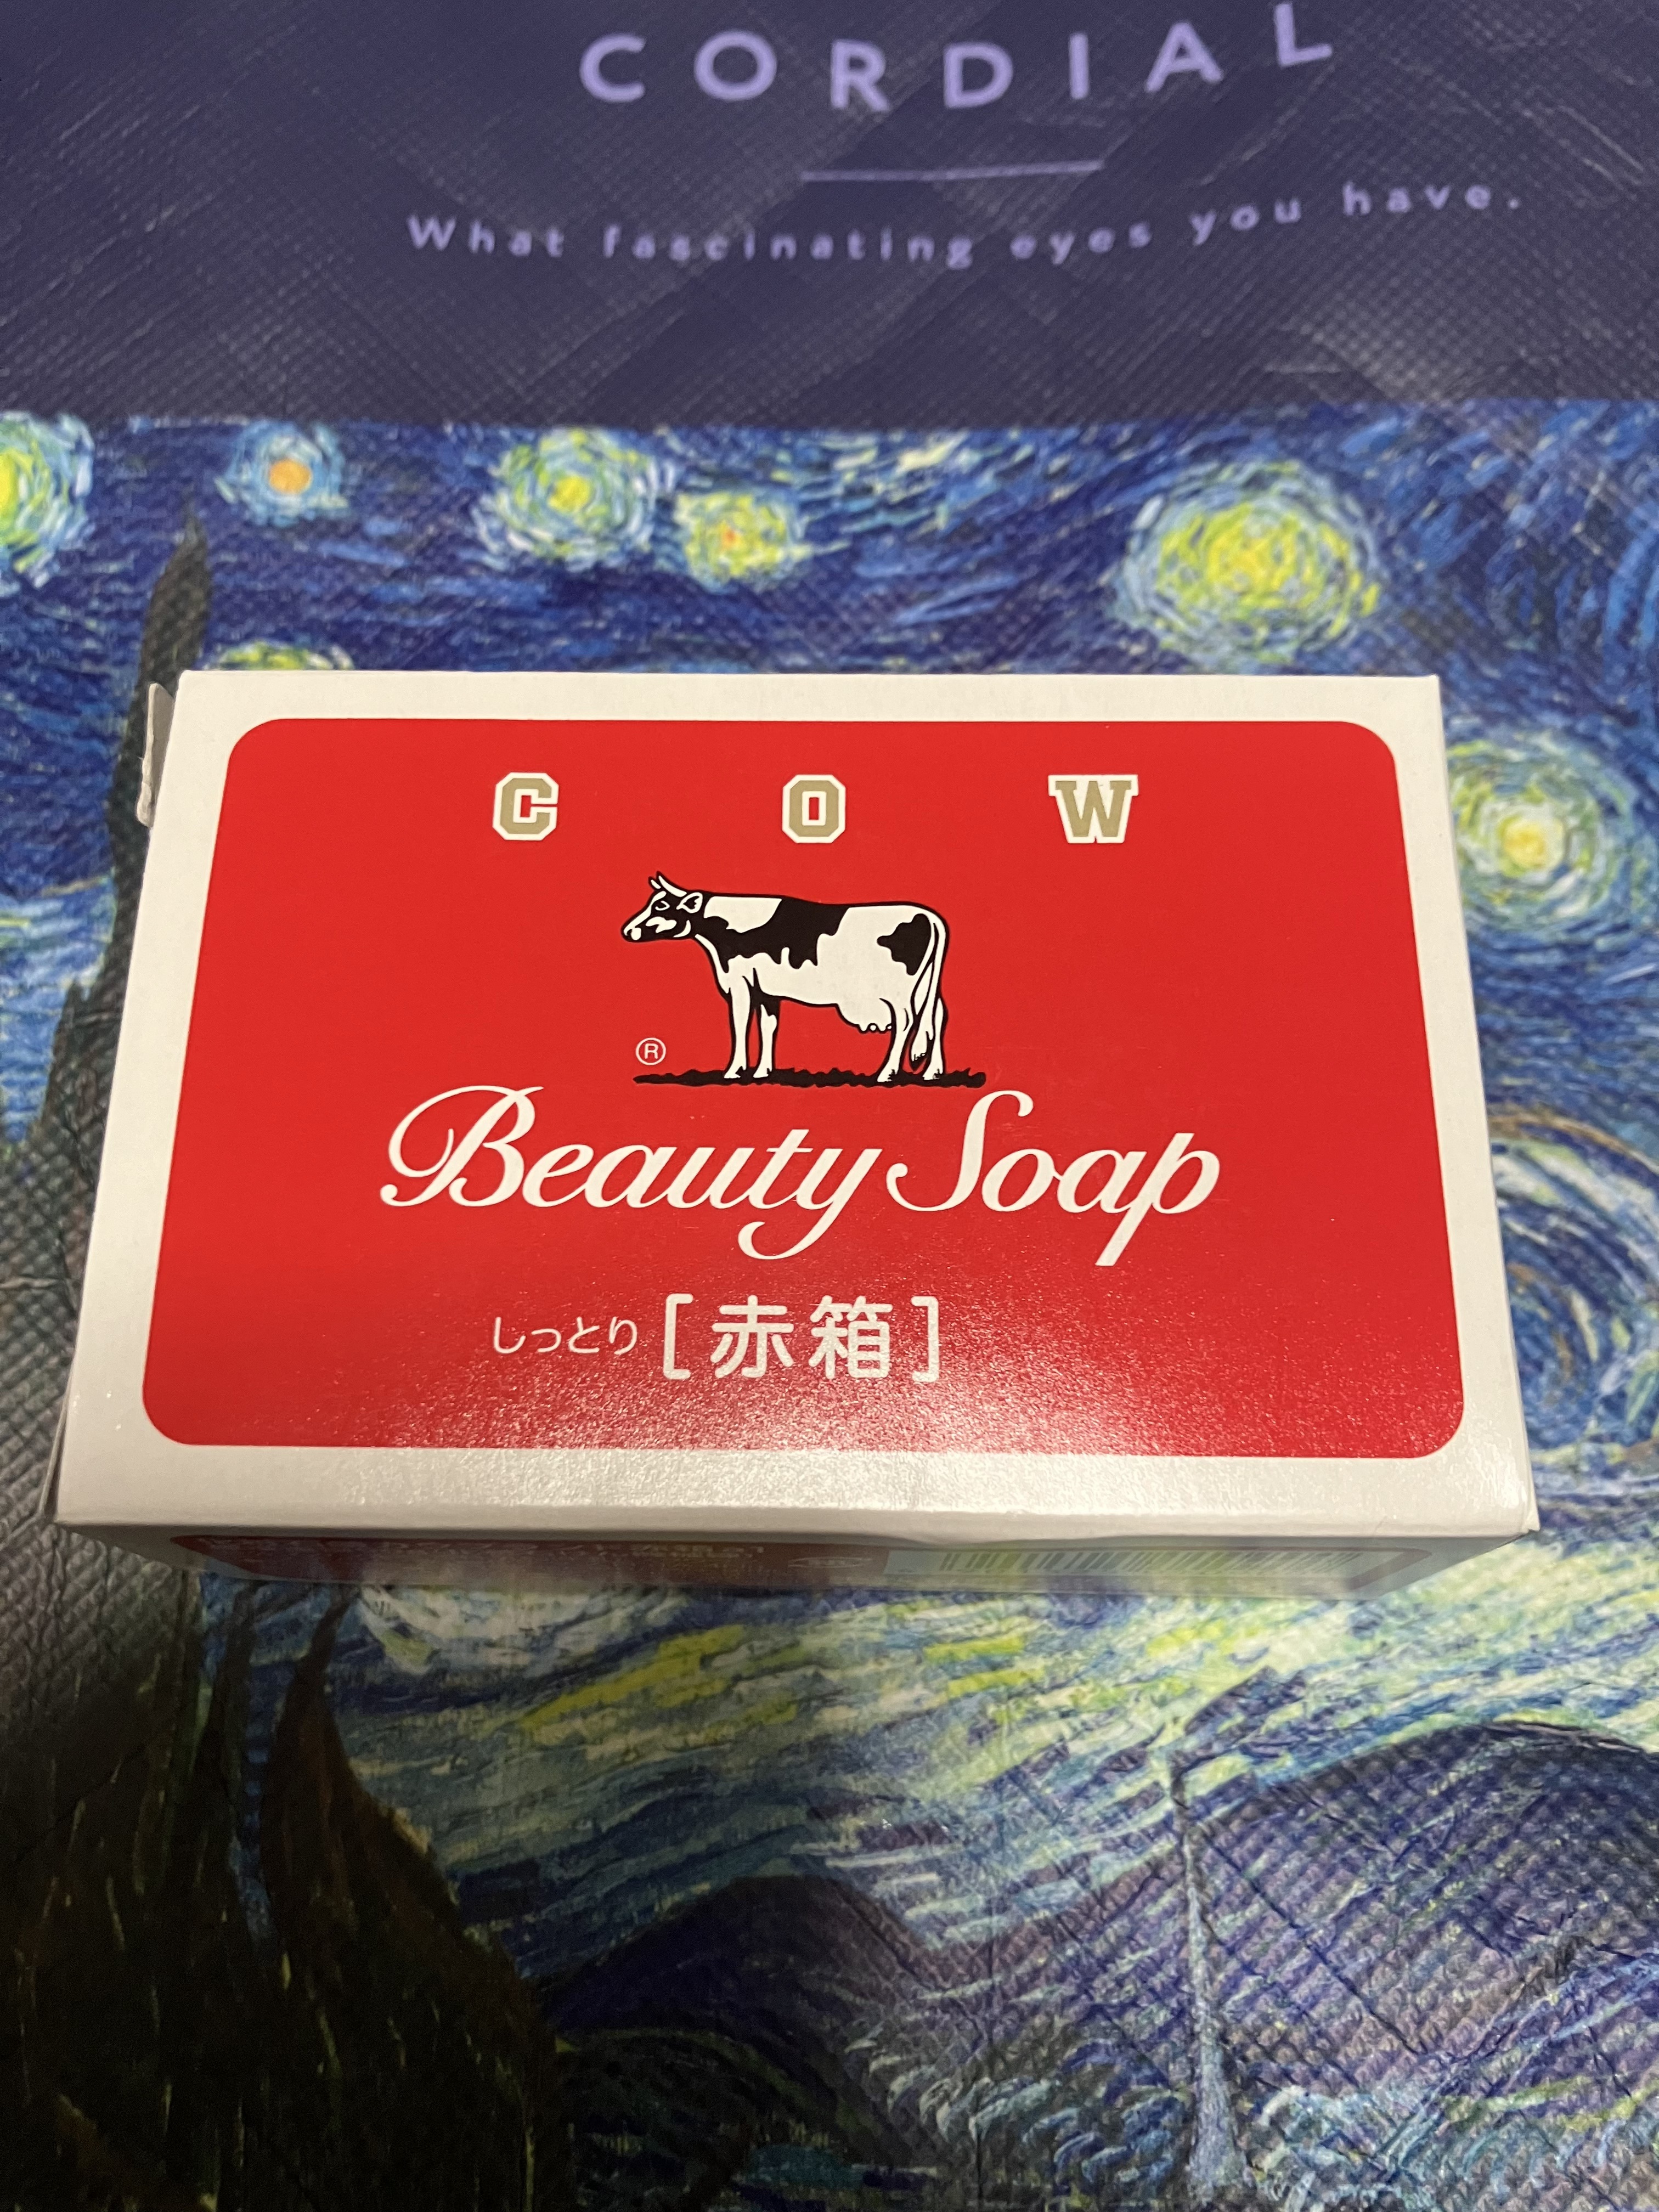 CORDIAL
What fascinating eyes you have.
COW
®
Beauty Soap
しっとり [赤箱]